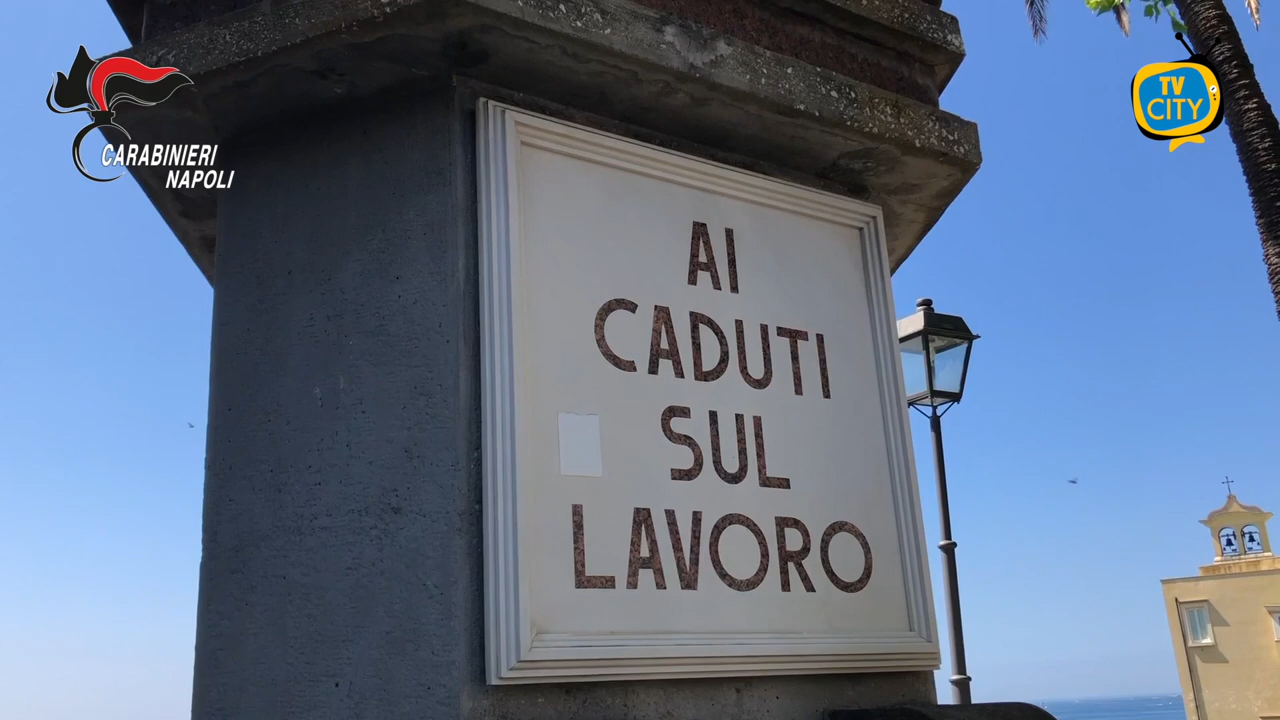 CARABINIERI
NAPOLI
TV
CITY
AI
CADUTI
SUL
LAVORO